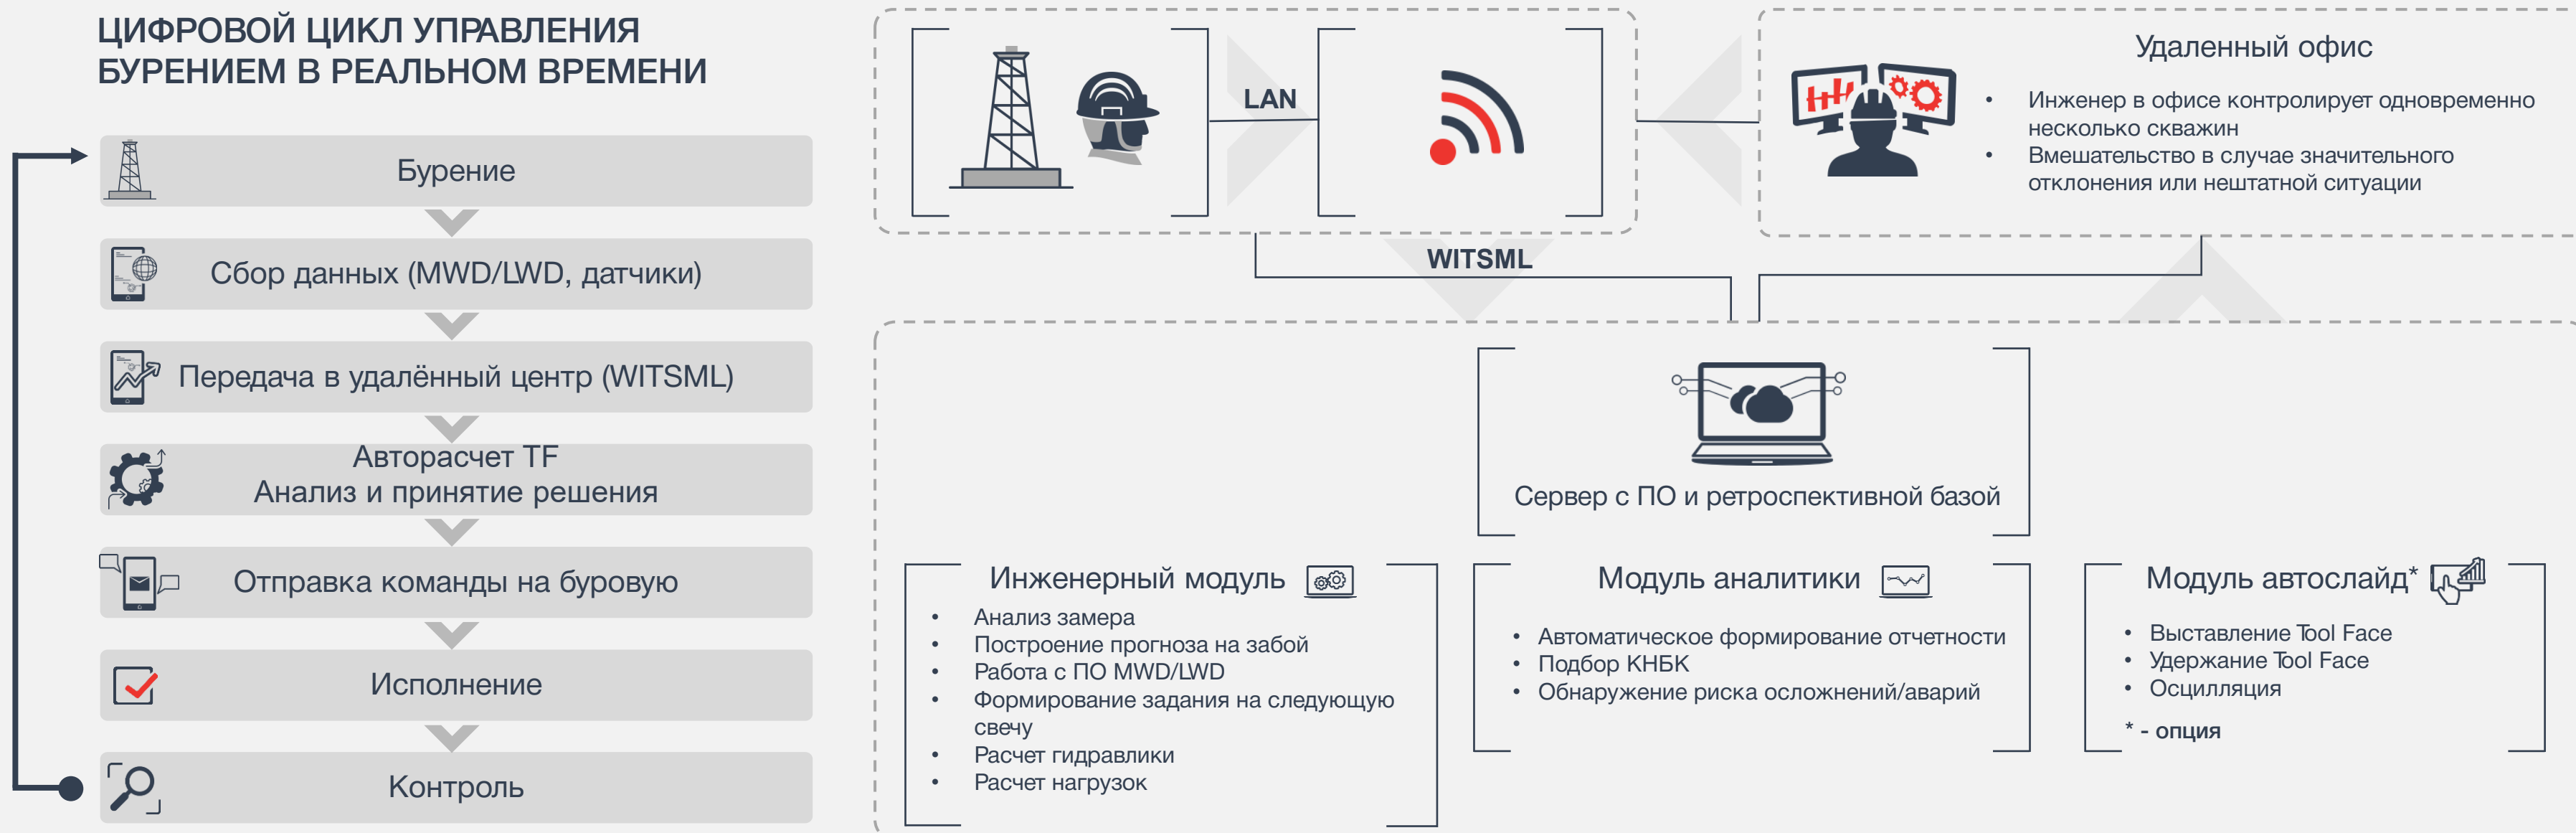 ЦИФРОВОЙ ЦИКЛ УПРАВЛЕНИЯ
БУРЕНИЕМ В РЕАЛЬНОМ ВРЕМЕНИ
Бурение
Сбор данных (MWD/LWD, датчики)
Передача в удалённый центр (WITSML)
Авторасчет TF
Анализ и принятие решения
Отправка команды на буровую
Исполнение
Контроль
LAN
Удаленный офис
• Инженер в офисе контролирует одновременно
несколько скважин
• Вмешательство в случае значительного
отклонения или нештатной ситуации
WITSML
Сервер с ПО и ретроспективной базой
Инженерный модуль
• Анализ замера
• Построение прогноза на забой
• Работа с ПО MWD/LWD
• Формирование задания на следующую
свечу
• Расчет гидравлики
• Расчет нагрузок
Модуль аналитики
• Автоматическое формирование отчетности
• Подбор КНБК
• Обнаружение риска осложнений/аварий
Модуль автослайд*
• Выставление Tool Face
• Удержание Tool Face
• Осцилляция
* - опция